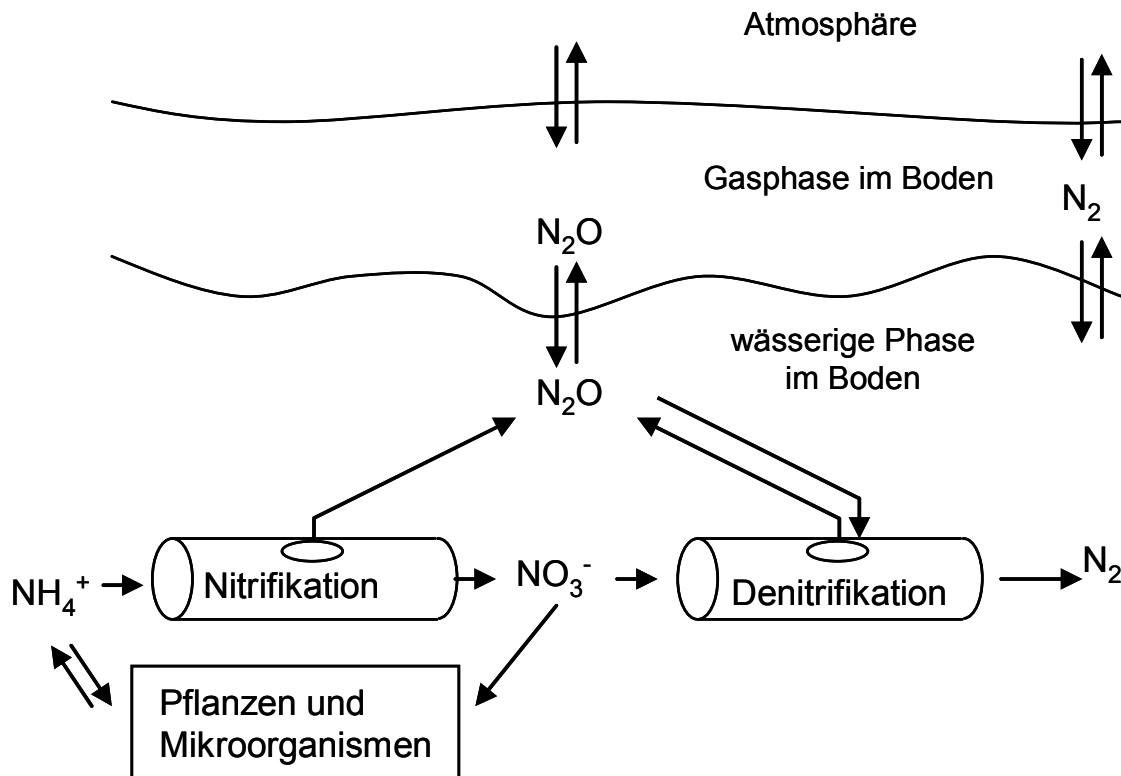 Atmosphäre
Gasphase im Boden
N₂
N₂O
wässerige Phase
im Boden
N₂O
NH₄⁺
Nitrifikation
NO₃⁻
Denitrifikation
N₂
Pflanzen und
Mikroorganismen